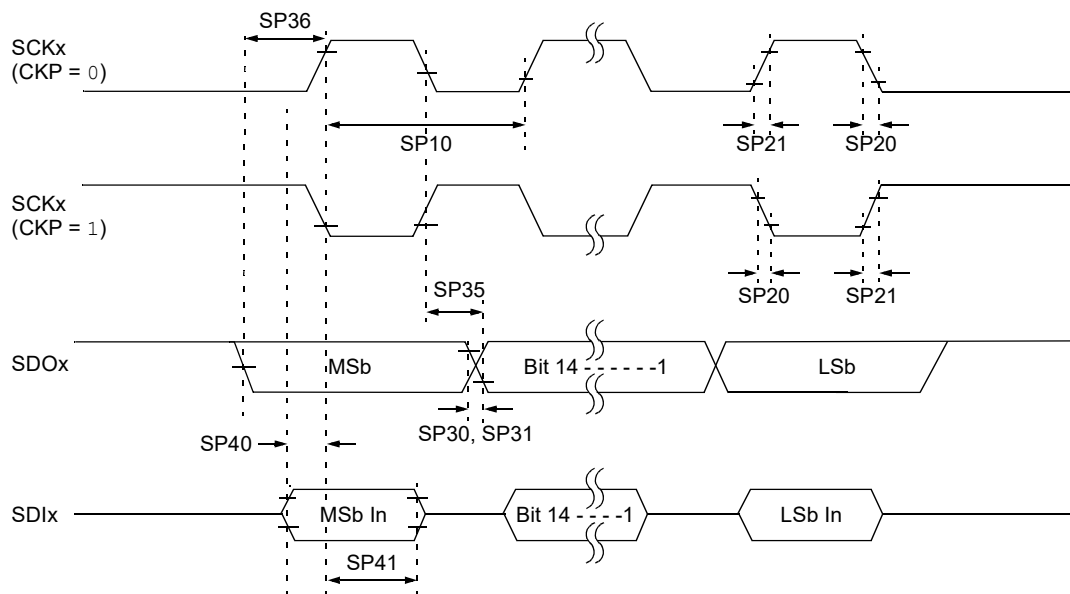 SP36
SCKx
(CKP = 0)
SP10
SP21
SP20
SCKx
(CKP = 1)
SP35
SP20
SP21
SDOx
MSb
Bit 14 - - - - - -1
LSb
SP30, SP31
SP40
SDIx
MSb In
Bit 14 - - - -1
LSb In
SP41